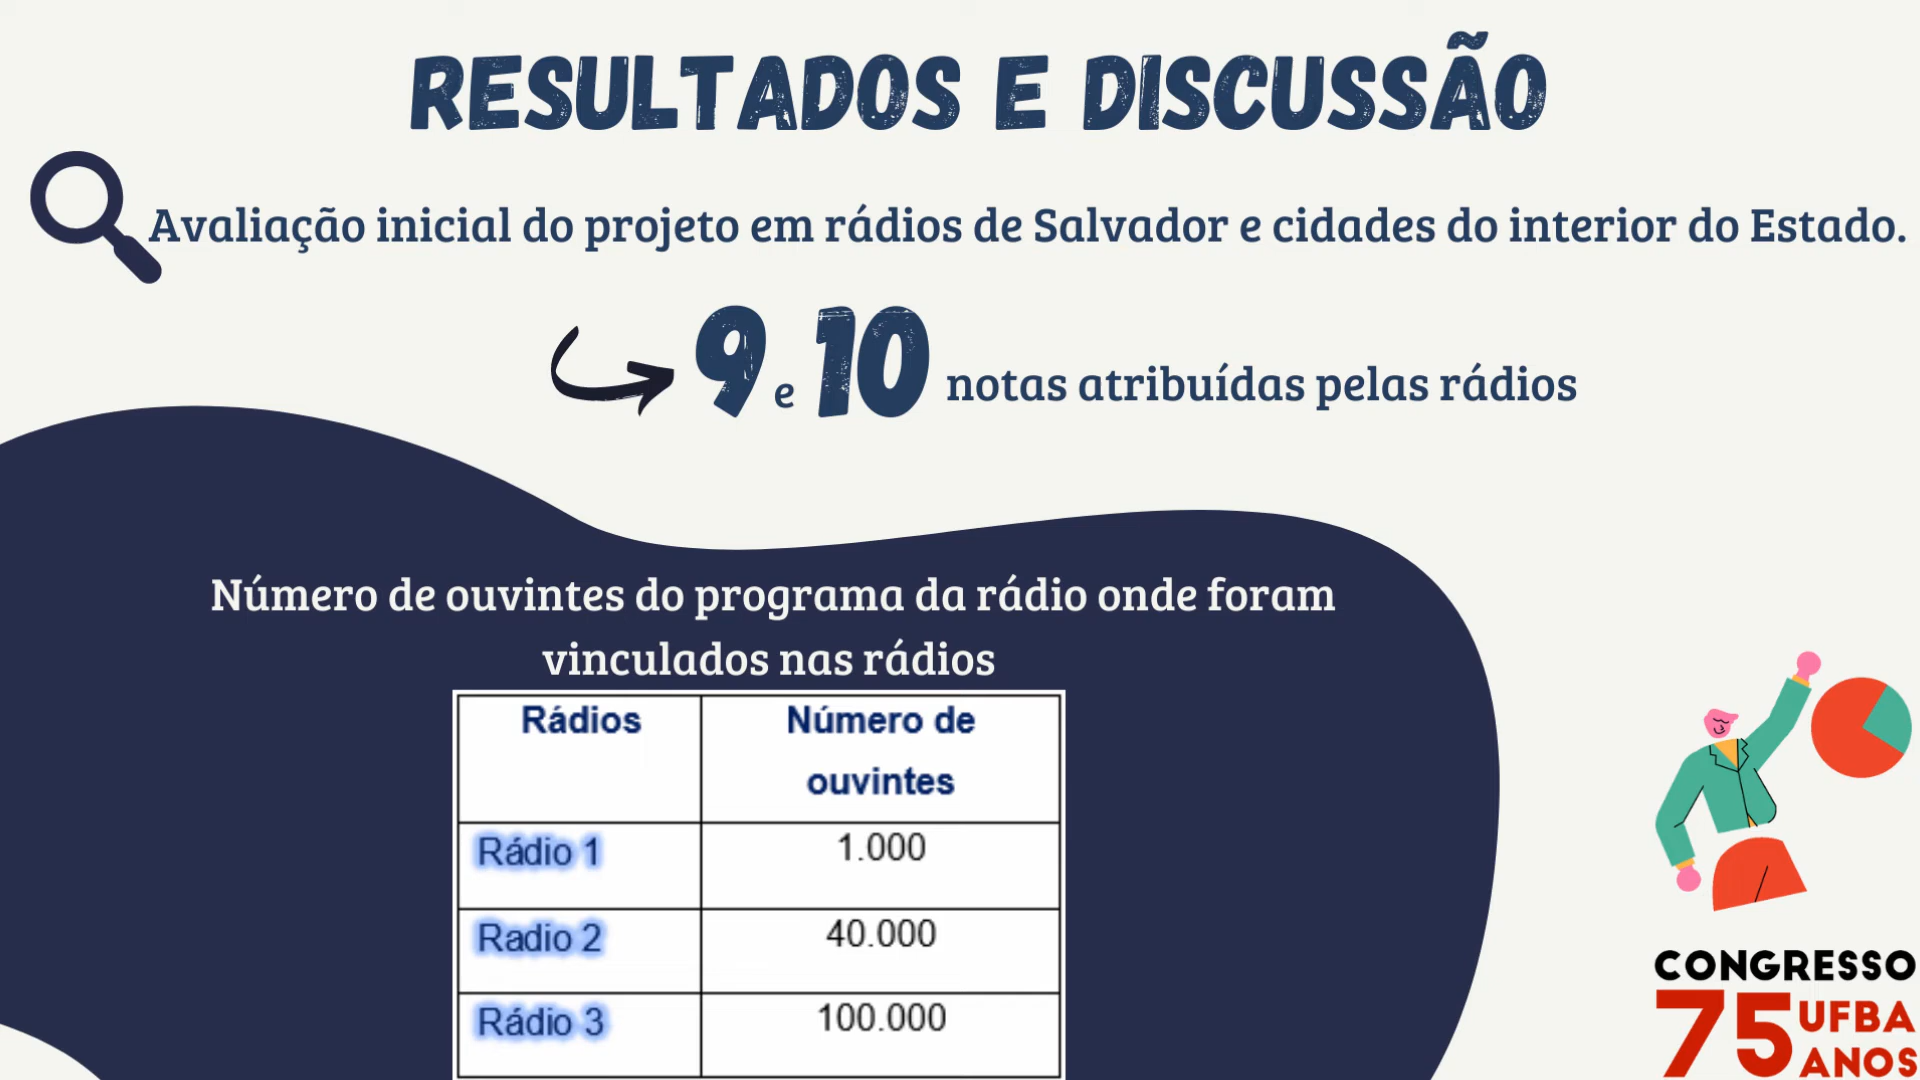 RESULTADOS E DISCUSSÃO
Avaliação inicial do projeto em rádios de Salvador e cidades do interior do Estado.
9 e 10 notas atribuídas pelas rádios
Número de ouvintes do programa da rádio onde foram
vinculados nas rádios
Rádios Número de
ouvintes
Rádio 1 1.000
Radio 2 40.000
Rádio 3 100.000
CONGRESSO
75 UFBA
ANOS